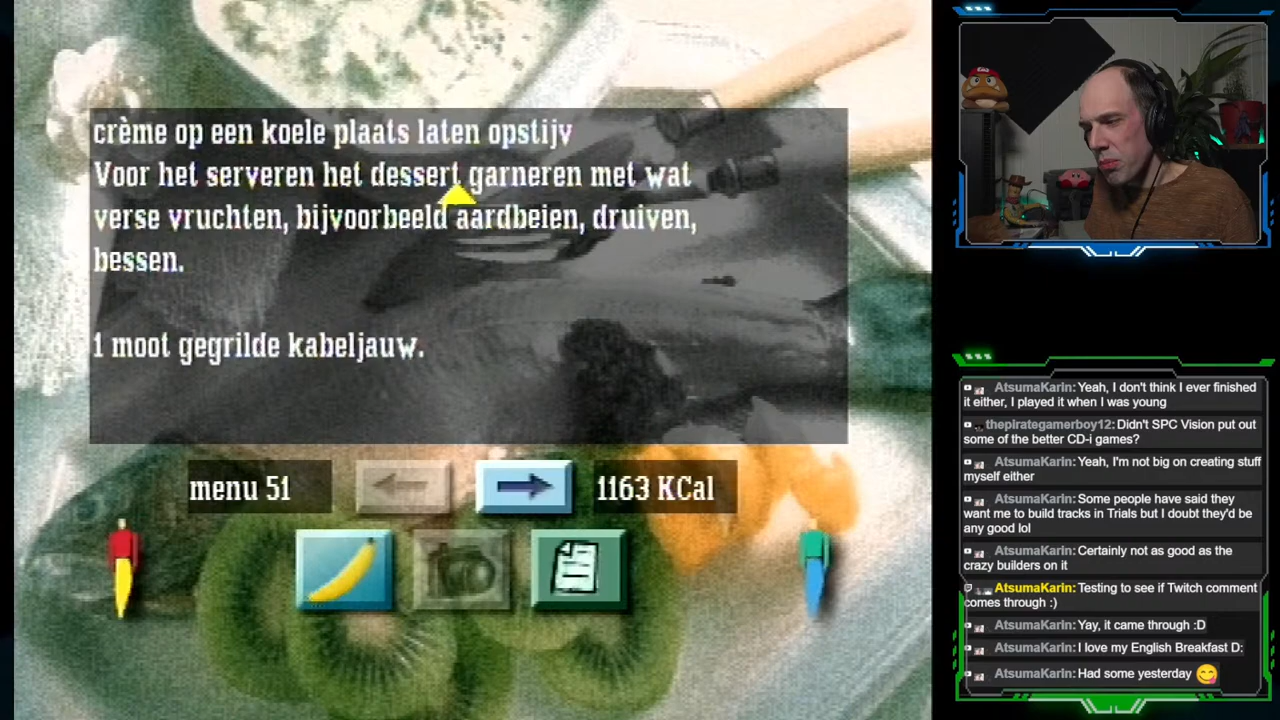 crème op een koele plaats laten opstijv
Voor het serveren het dessert garneren met wat
verse vruchten, bijvoorbeeld aardbeien, druiven,
bessen.
1 moot gegrilde kabeljauw.
menu 51
1163 KCal
AtsumaKarin: Yeah, I don't think I ever finished
it either, I played it when I was young
thepirategamerboy12: Didn't SPC Vision put out
some of the better CD-i games?
AtsumaKarin: Yeah, I'm not big on creating stuff
myself either
AtsumaKarin: Some people have said they
want me to build tracks in Trials but I doubt they'd be
any good lol
AtsumaKarin: Certainly not as good as the
crazy builders on it
AtsumaKarin: Testing to see if Twitch comment
comes through :)
AtsumaKarin: Yay, it came through :D
AtsumaKarin: I love my English Breakfast D:
AtsumaKarin: Had some yesterday 😋